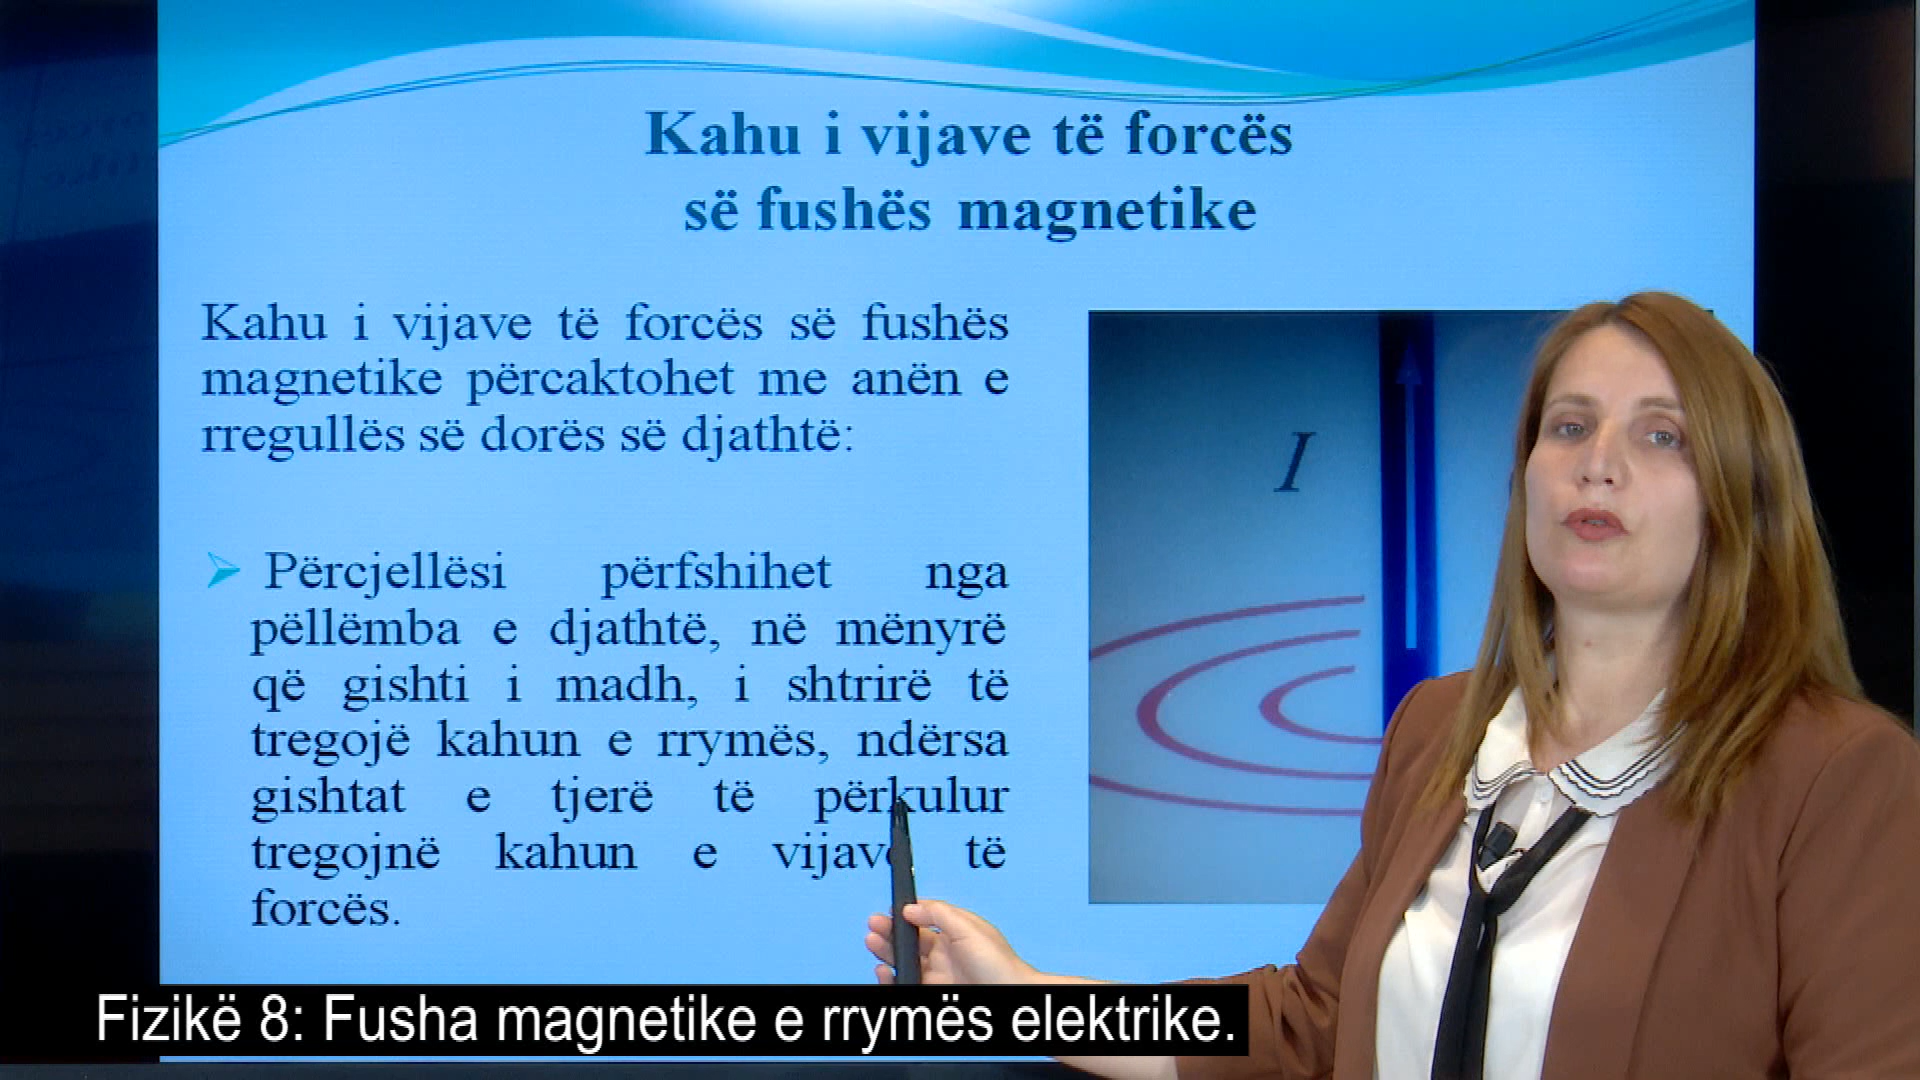 Kahu i vijave të forcës
së fushës magnetike
Kahu i vijave të forcës së fushës
magnetike përcaktohet me anën e
rregullës së dorës së djathtë:
Përcjellësi përfshihet nga
pëllëmba e djathtë, në mënyrë
që gishti i madh, i shtrirë të
tregojë kahun e rrymës, ndërsa
gishtat e tjerë të përkulur
tregojnë kahun e vijave të
forcës.
I
Fizikë 8: Fusha magnetike e rrymës elektrike.